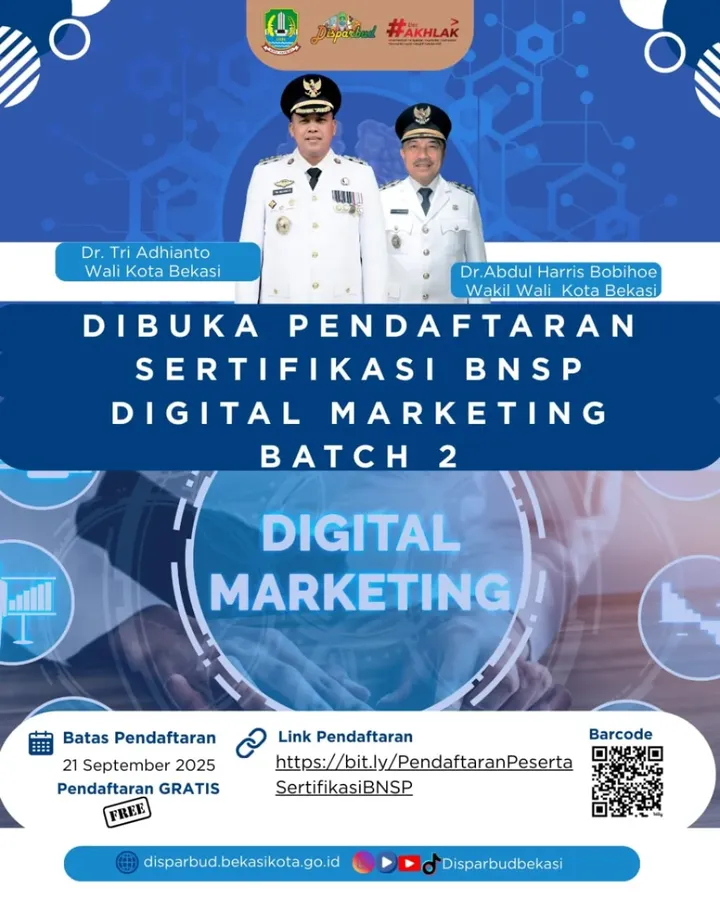 Disparbud
#AKHLAK
Dr. Tri Adhianto
Wali Kota Bekasi
Dr.Abdul Harris Bobihoe
Wakil Wali Kota Bekasi
DIBUKA PENDAFTARAN
SERTIFIKASI BNSP
DIGITAL MARKETING
BATCH 2
DIGITAL
MARKETING
Batas Pendaftaran
21 September 2025
Pendaftaran GRATIS
FREE
Link Pendaftaran
https://bit.ly/PendaftaranPeserta
SertifikasiBNSP
Barcode
disparbud.bekasikota.go.id
Disparbudbekasi